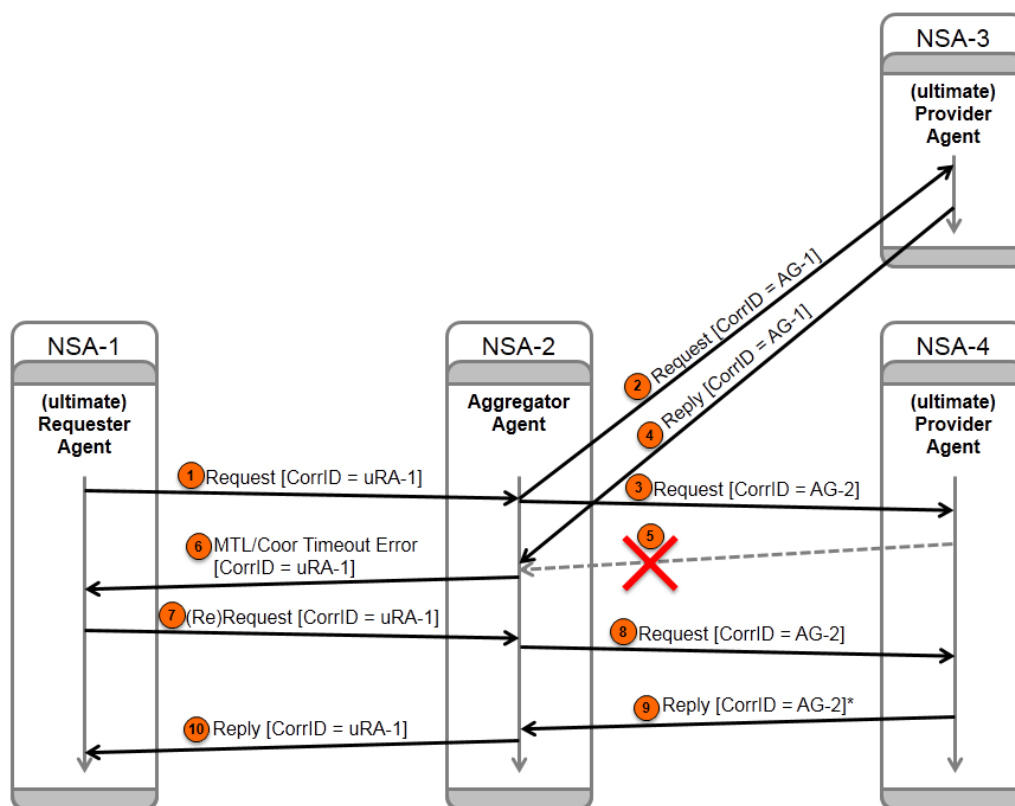 NSA-3
(ultimate)
Provider
Agent
NSA-1
(ultimate)
Requester
Agent
NSA-2
Aggregator
Agent
NSA-4
(ultimate)
Provider
Agent
1 Request [CorrID = uRA-1]
2 Request [CorrID = AG-1]
3 Request [CorrID = AG-2]
4 Reply [CorrID = AG-1]
5
6 MTL/Coor Timeout Error
[CorrID = uRA-1]
7 (Re)Request [CorrID = uRA-1]
8 Request [CorrID = AG-2]
9 Reply [CorrID = AG-2]*
10 Reply [CorrID = uRA-1]